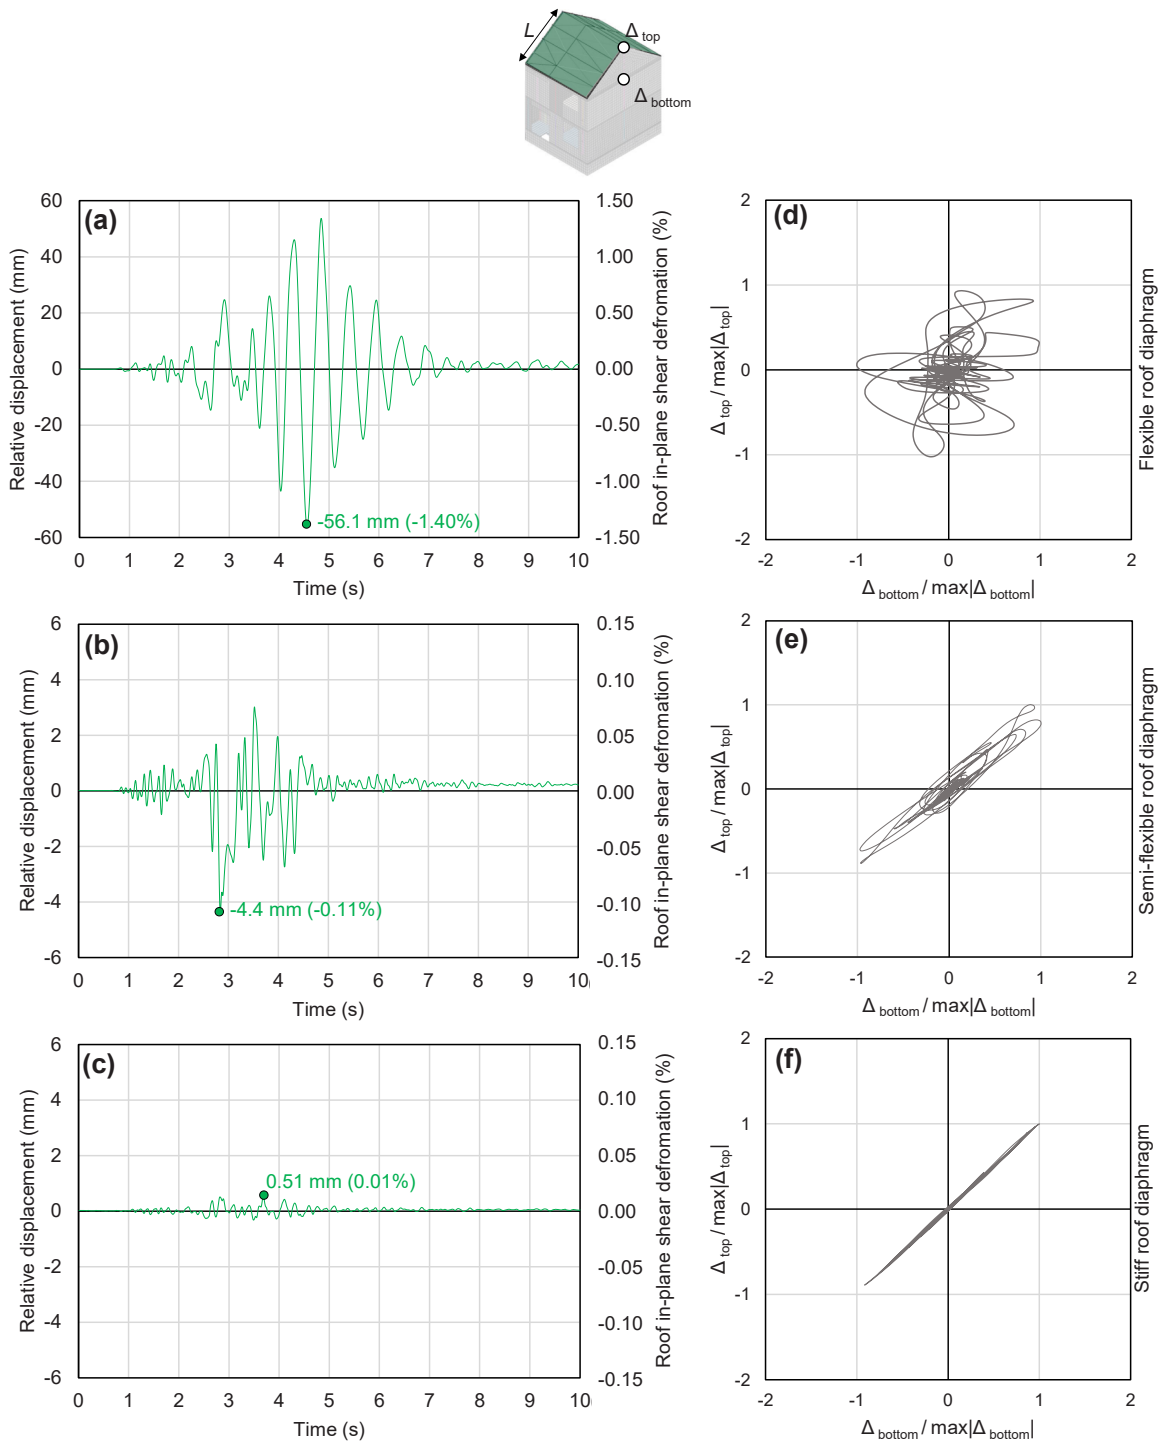 L
Δ top
Δ bottom
(a)
60
40
20
0
-20
-40
-60
Relative displacement (mm)
1.50
1.00
0.50
0.00
-0.50
-1.00
-1.50
Roof in-plane shear defromation (%)
-56.1 mm (-1.40%)
0 1 2 3 4 5 6 7 8 9 10
Time (s)
(d)
2
1
0
-1
-2
Δ top / max|Δ top|
-2 -1 0 1 2
Δ bottom / max|Δ bottom|
Flexible roof diaphragm
(b)
6
4
2
0
-2
-4
-6
Relative displacement (mm)
0.15
0.10
0.05
0.00
-0.05
-0.10
-0.15
Roof in-plane shear defromation (%)
-4.4 mm (-0.11%)
0 1 2 3 4 5 6 7 8 9 10
Time (s)
(e)
2
1
0
-1
-2
Δ top / max|Δ top|
-2 -1 0 1 2
Δ bottom / max|Δ bottom|
Semi-flexible roof diaphragm
(c)
6
4
2
0
-2
-4
-6
Relative displacement (mm)
0.15
0.10
0.05
0.00
-0.05
-0.10
-0.15
Roof in-plane shear defromation (%)
0.51 mm (0.01%)
0 1 2 3 4 5 6 7 8 9 10
Time (s)
(f)
2
1
0
-1
-2
Δ top / max|Δ top|
-2 -1 0 1 2
Δ bottom / max|Δ bottom|
Stiff roof diaphragm